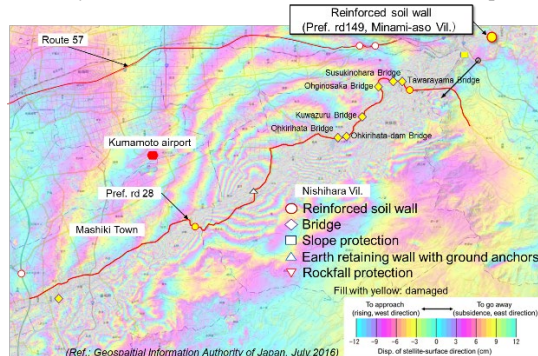 Reinforced soil wall
(Pref. rd149, Minami-aso Vil.)
Route 57
Susukinohara Bridge
Tawarayama Bridge
Ohginosaka Bridge
Kuwazuru Bridge
Ohkirihata Bridge
Ohkirihata-dam Bridge
Kumamoto airport
Pref. rd 28
Nishihara Vil.
Mashiki Town
Reinforced soil wall
Bridge
Slope protection
Earth retaining wall with ground anchors
Rockfall protection
Fill with yellow: damaged
To approach
(rising, west direction)
To go away
(subsidence, east direction)
-12 -9 -6 -3 0 3 6 9 12
Disp. of stellite-surface direction (cm)
(Ref.: Geospatial Information Authority of Japan, July 2016)